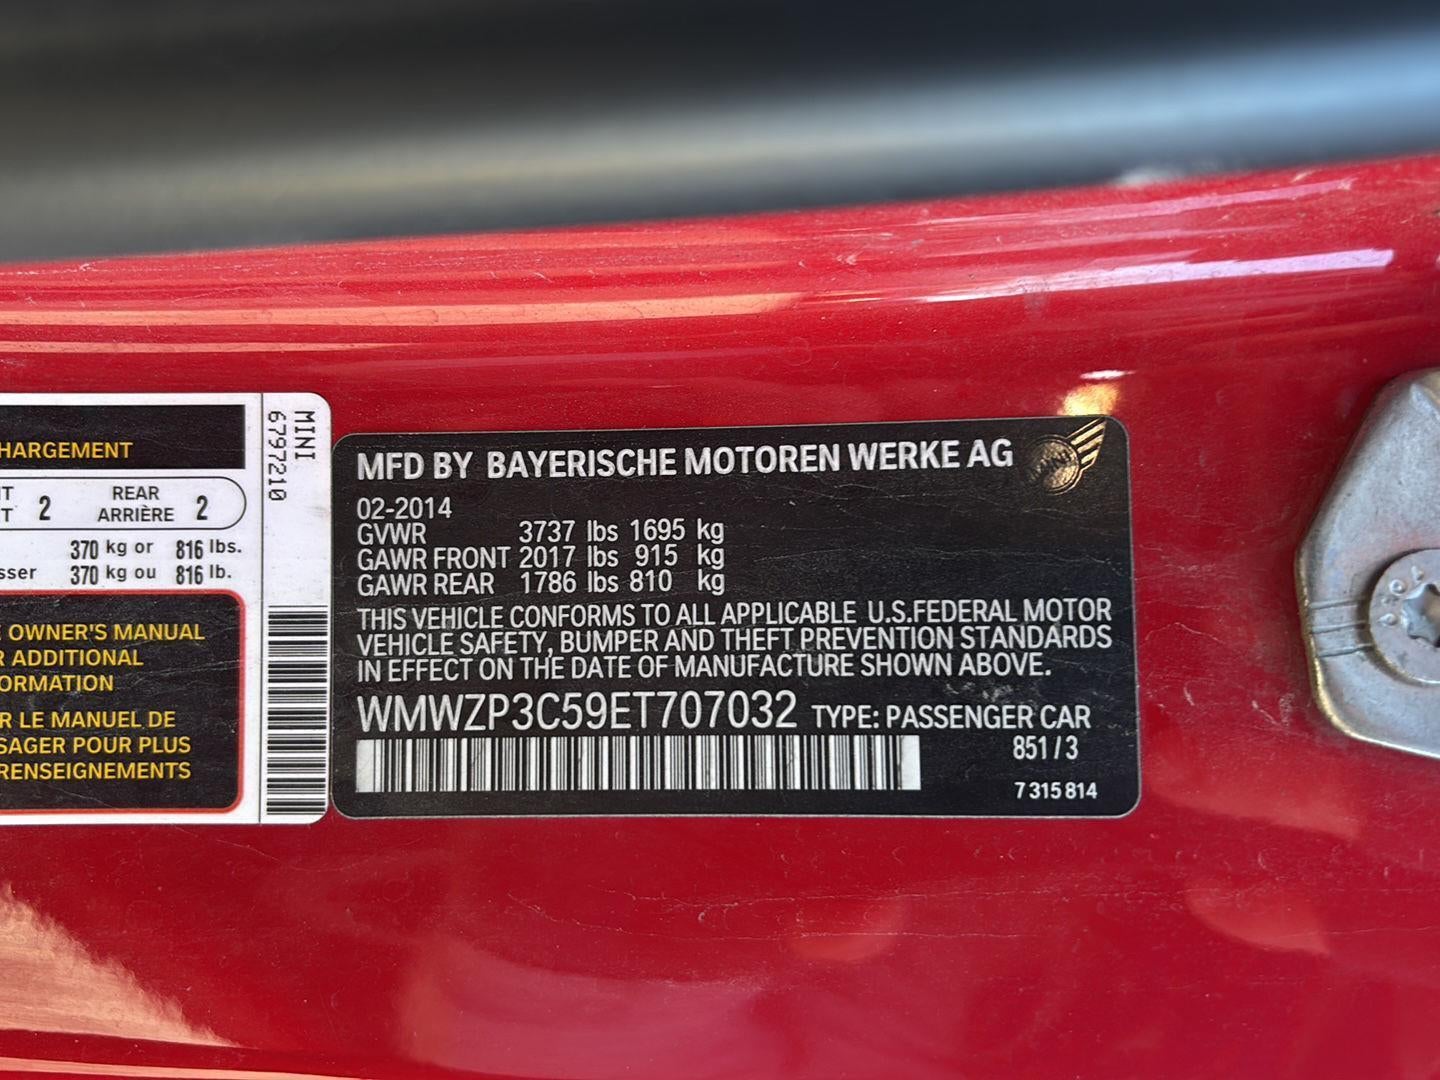 HARGEMENT
REAR
2 ARRIÈRE 2
370 kg or 816 lbs.
sser 370 kg ou 816 lb.
OWNER'S MANUAL
R ADDITIONAL
ORMATION
R LE MANUEL DE
SAGER POUR PLUS
RENSEIGNEMENTS
MINI
6797210
MFD BY BAYERISCHE MOTOREN WERKE AG
MINI
02-2014
GVWR 3737 lbs 1695 kg
GAWR FRONT 2017 lbs 915 kg
GAWR REAR 1786 lbs 810 kg
THIS VEHICLE CONFORMS TO ALL APPLICABLE U.S.FEDERAL MOTOR
VEHICLE SAFETY, BUMPER AND THEFT PREVENTION STANDARDS
IN EFFECT ON THE DATE OF MANUFACTURE SHOWN ABOVE.
WMWZP3C59ET707032 TYPE: PASSENGER CAR
851 / 3
7 315 814